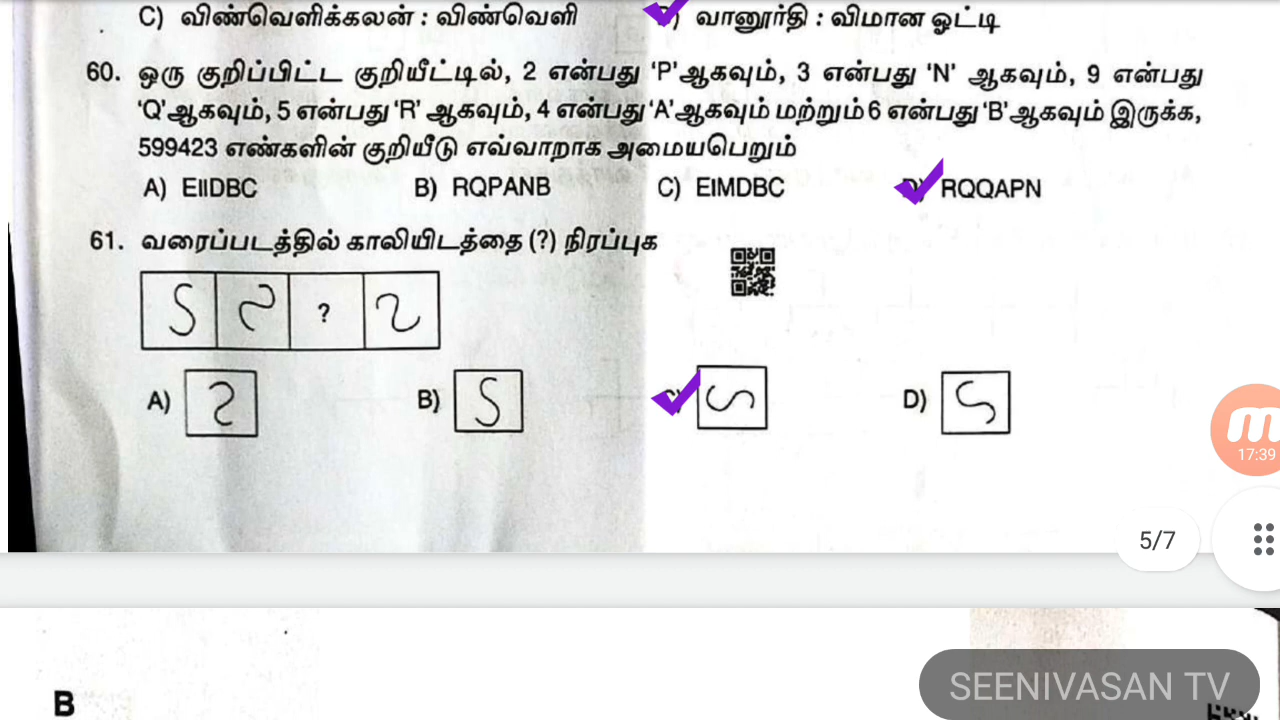 C) விண்வெளிக்கலன் : விண்வெளி D) வானூர்தி : விமான ஓட்டி
60. ஒரு குறிப்பிட்ட குறியீட்டில், 2 என்பது 'P'ஆகவும், 3 என்பது 'N' ஆகவும், 9 என்பது
'Q'ஆகவும், 5 என்பது 'R' ஆகவும், 4 என்பது 'A'ஆகவும் மற்றும் 6 என்பது 'B'ஆகவும் இருக்க,
599423 எண்களின் குறியீடு எவ்வாறாக அமையபெறும்
A) EIIDBC B) RQPANB C) EIMDBC D) RQQAPN
61. வரைப்படத்தில் காலியிடத்தை (?) நிரப்புக
?
A) B) C) D)
17:39
5/7
B
SEENIVASAN TV